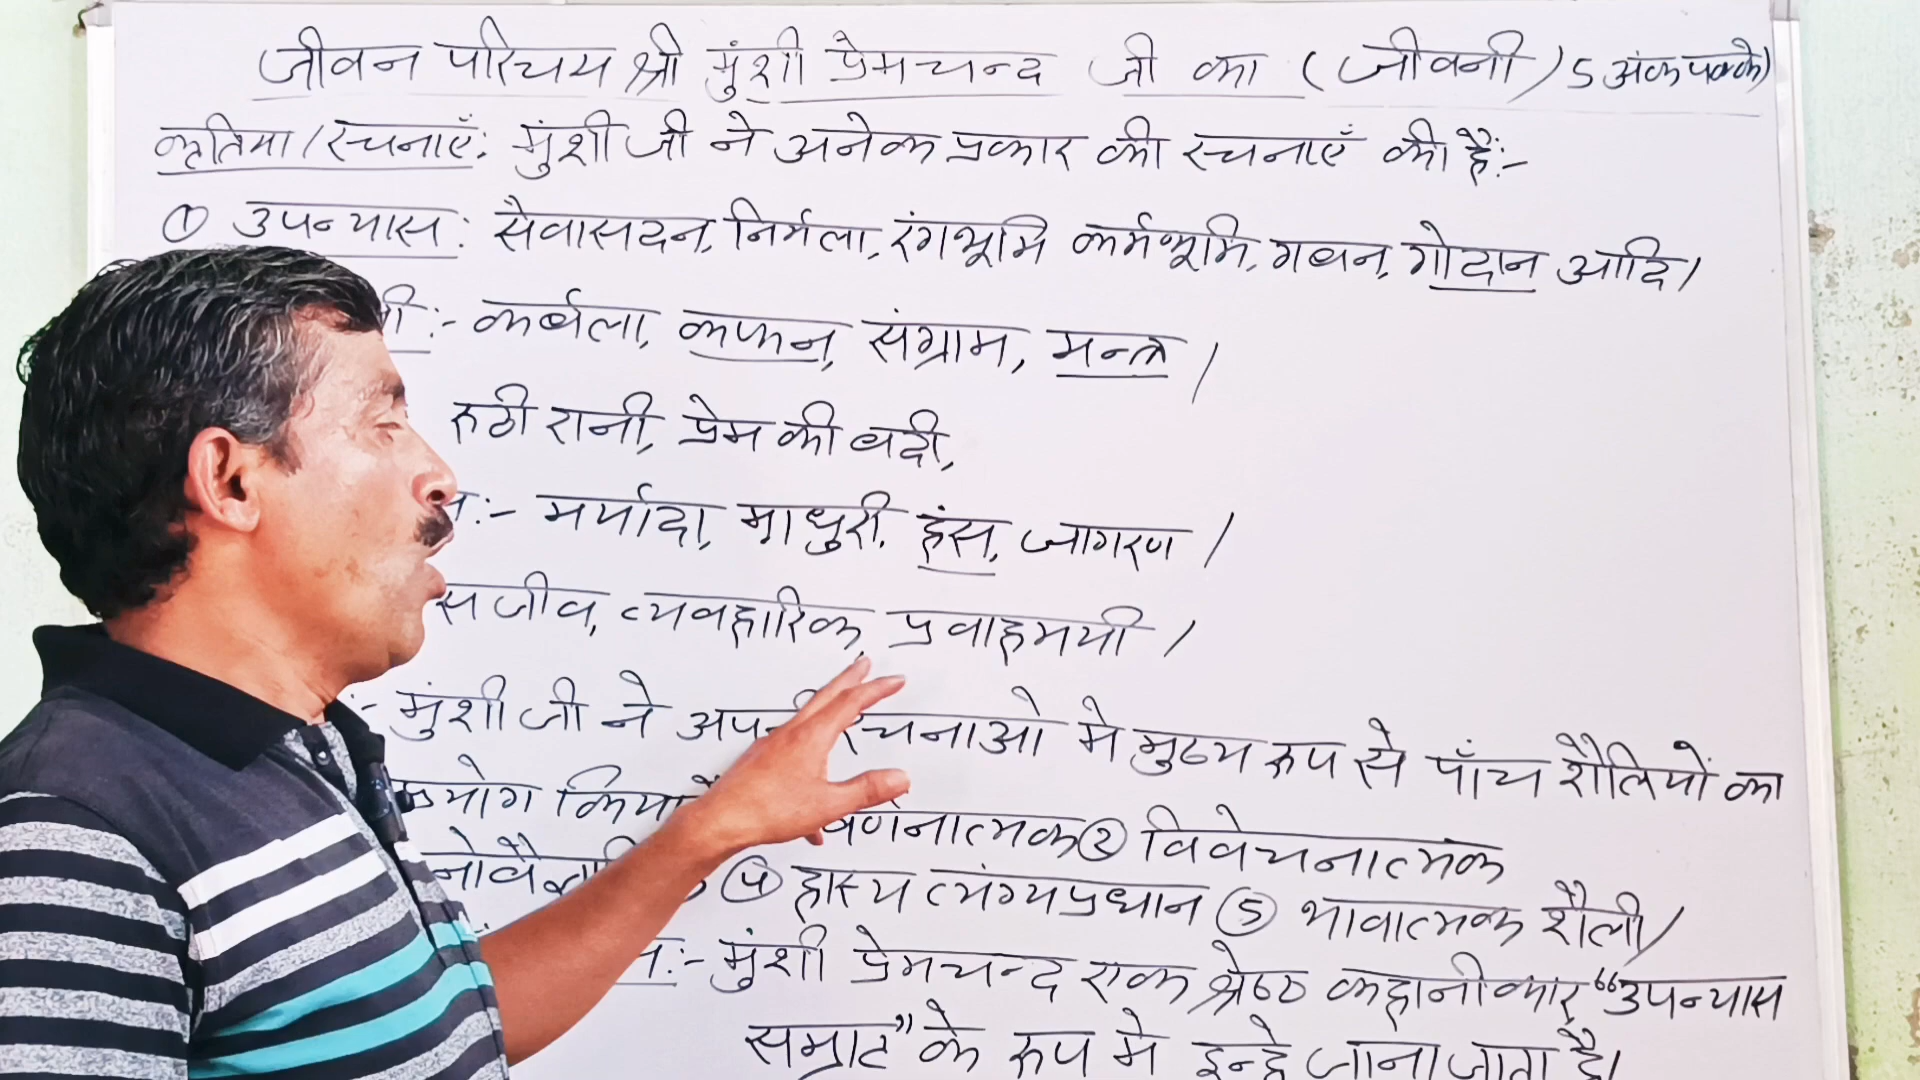 जीवन परिचय श्री मुंशी प्रेमचन्द जी का (जीवनी) 5 अंक पक्के)
कृतिया / रचनाएँ: मुंशी जी ने अनेक प्रकार की रचनाएँ की हैं:-
① उपन्यास: सैवासदन, निर्मला, रंगभूमि कर्मभूमि, गबन, गोदान आदि।
:- कर्बला, कफन, संग्राम, मन्त्र।
रुठी रानी, प्रेम की बदी,
न:- मर्यादा, माधुरी, हंस, जागरण।
सजीव, व्यवहारिक, प्रवाहमयी।
:- मुंशी जी ने अपनी रचनाओ मे मुख्य रुप से पाँच शैलियों का
प्रयोग किया वर्णनात्मक ② विवेचनात्मक
④ हास्य व्यंग्यप्रधान ⑤ भावात्मक शैली।
:- मुंशी प्रेमचन्द एक श्रेष्ठ कहानीकार, "उपन्यास
सम्राट" के रुप मे इन्हे जाना जाता है।